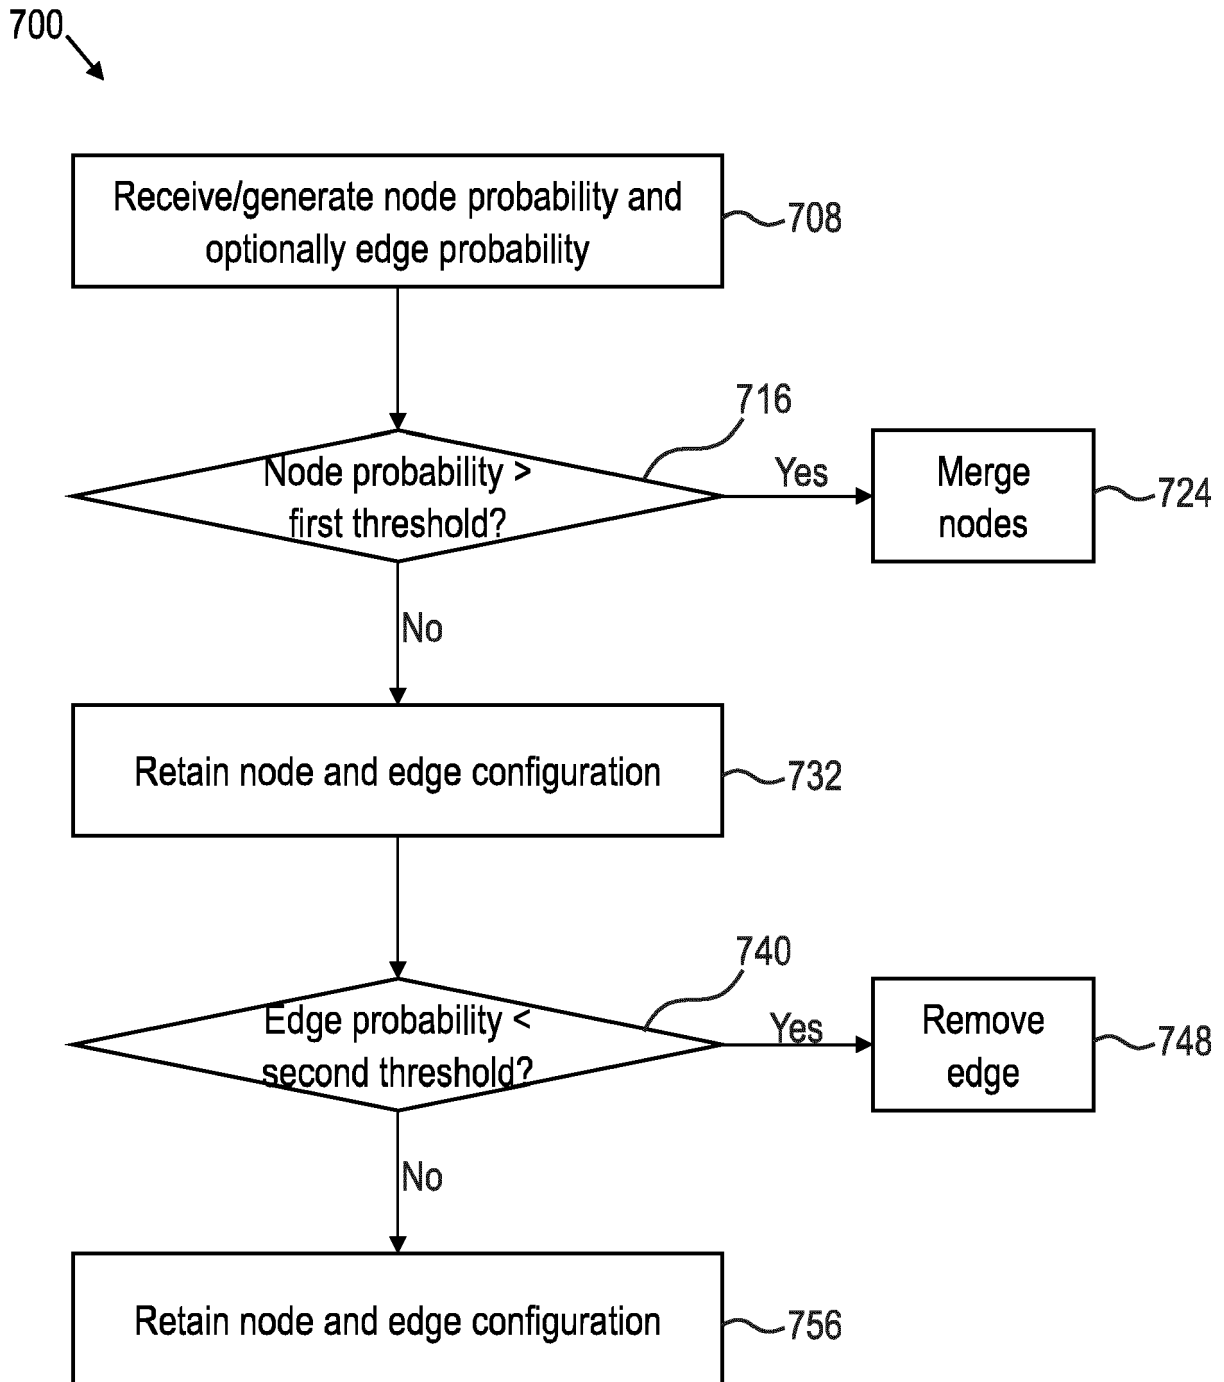 700
Receive/generate node probability and
optionally edge probability
708
716
Node probability >
first threshold?
Yes
Merge
nodes
724
No
Retain node and edge configuration
732
740
Edge probability <
second threshold?
Yes
Remove
edge
748
No
Retain node and edge configuration
756